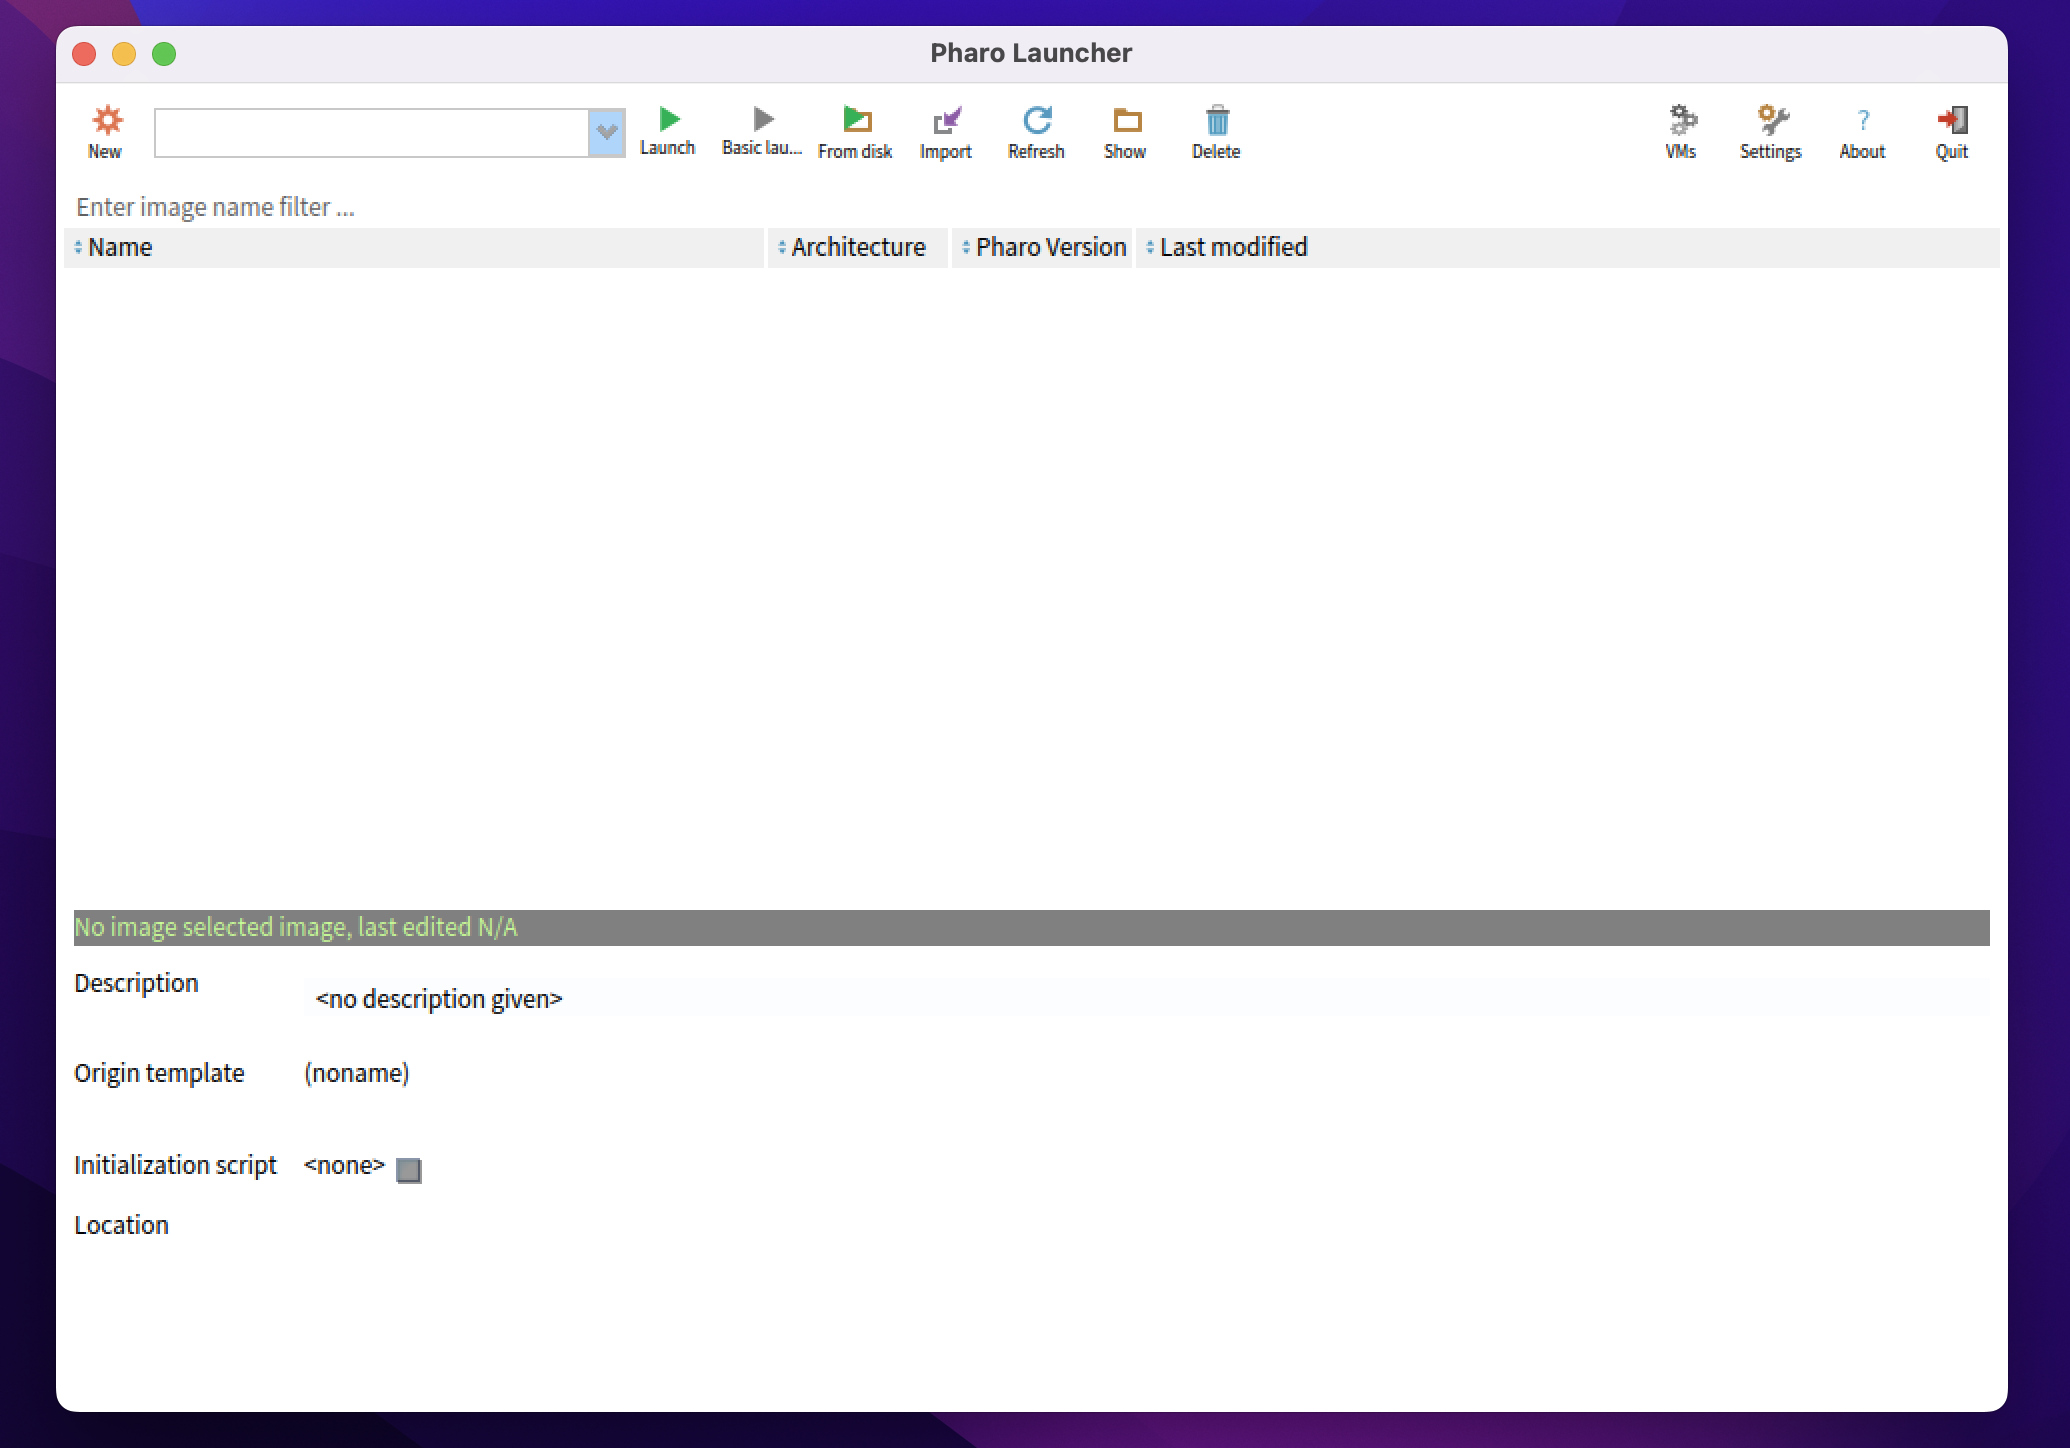 Pharo Launcher
New
Launch
Basic lau...
From disk
Import
Refresh
Show
Delete
VMs
Settings
About
Quit
Enter image name filter ...
Name
Architecture
Pharo Version
Last modified
No image selected image, last edited N/A
Description
<no description given>
Origin template
(noname)
Initialization script
<none>
Location